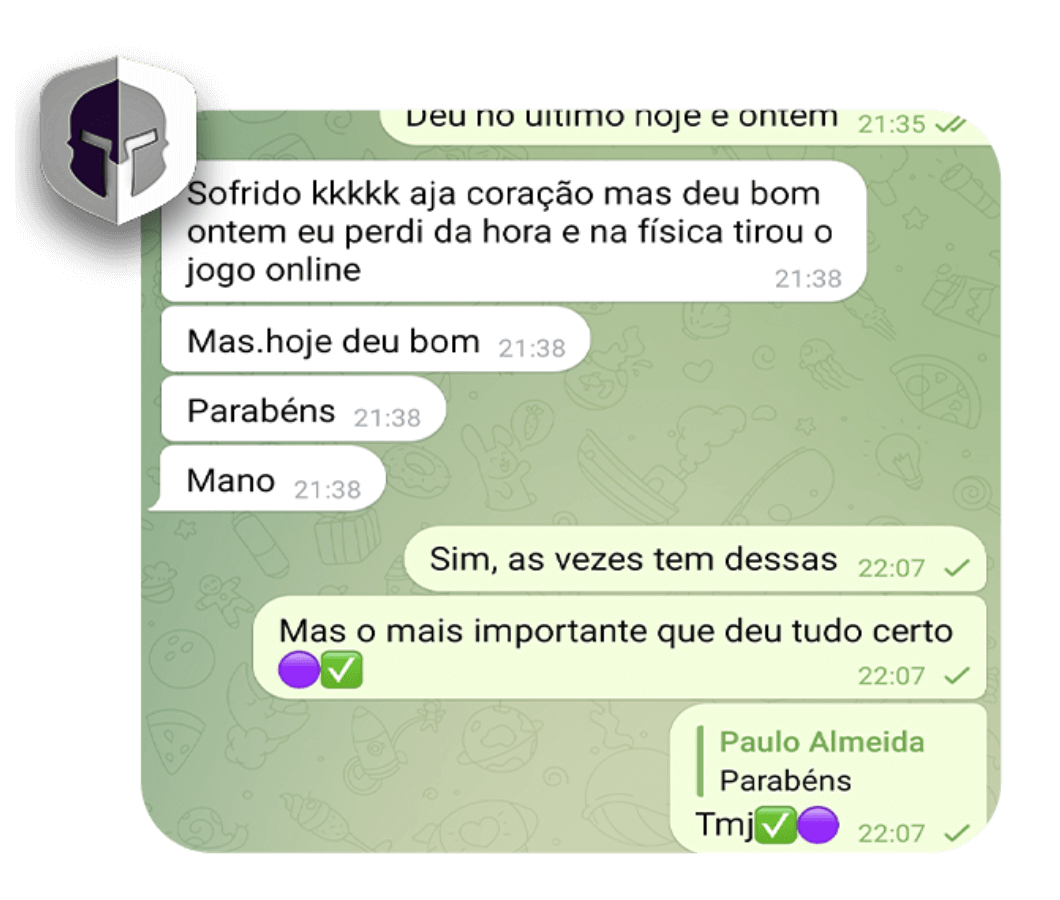 Deu no ultimo hoje e ontem 21:35
Sofrido kkkkk aja coração mas deu bom
ontem eu perdi da hora e na física tirou o
jogo online 21:38
Mas.hoje deu bom 21:38
Parabéns 21:38
Mano 21:38
Sim, as vezes tem dessas 22:07
Mas o mais importante que deu tudo certo
🟣✅ 22:07
Paulo Almeida
Parabéns
Tmj✅🟣 22:07